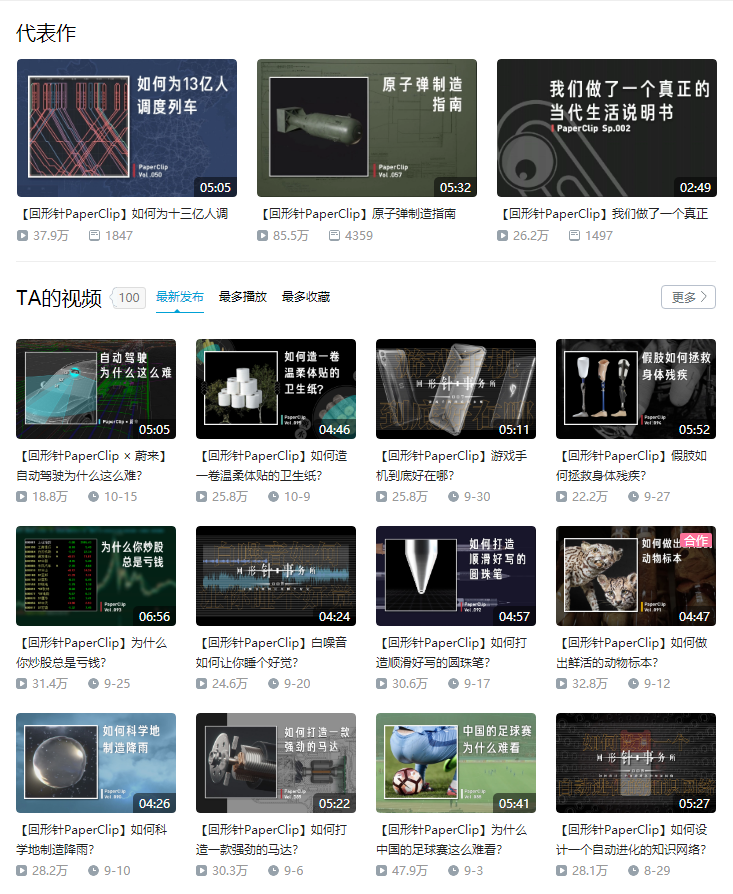 代表作
如何为13亿人
调度列车
PaperClip
Vol.050
05:05
原子弹制造
指南
PaperClip
Vol.057
05:32
我们做了一个真正的
当代生活说明书
PaperClip Sp.002
02:49
【回形针PaperClip】如何为十三亿人调
37.9万 1847
【回形针PaperClip】原子弹制造指南
85.5万 4359
【回形针PaperClip】我们做了一个真正
26.2万 1497
TA的视频 100 最新发布 最多播放 最多收藏 更多
自动驾驶
为什么这么难
PaperClip × 蔚来
05:05
如何造一卷
温柔体贴的
卫生纸?
PaperClip
Vol.095
04:46
回形针·事务所
05:11
假肢如何拯救
身体残疾
PaperClip
Vol.094
05:52
【回形针PaperClip × 蔚来】
自动驾驶为什么这么难?
18.8万 10-15
【回形针PaperClip】如何造
一卷温柔体贴的卫生纸?
25.8万 10-9
【回形针PaperClip】游戏手
机到底好在哪?
25.8万 9-30
【回形针PaperClip】假肢如
何拯救身体残疾?
22.2万 9-27
为什么你炒股
总是亏钱
PaperClip
Vol.093
06:56
回形针·事务所
04:24
如何打造
顺滑好写的
圆珠笔
PaperClip
Vol.092
04:57
合作
如何做出
动物标本
PaperClip
Vol.091
04:47
【回形针PaperClip】为什么
你炒股总是亏钱?
31.4万 9-25
【回形针PaperClip】白噪音
如何让你睡个好觉?
24.6万 9-20
【回形针PaperClip】如何打
造顺滑好写的圆珠笔?
30.6万 9-17
【回形针PaperClip】如何做
出鲜活的动物标本?
32.8万 9-12
如何科学地
制造降雨
PaperClip
04:26
如何打造一款
强劲的马达
PaperClip
05:22
中国的足球赛
为什么难看
PaperClip
05:41
回形针·事务所
05:27
【回形针PaperClip】如何科
学地制造降雨?
28.2万 9-10
【回形针PaperClip】如何打
造一款强劲的马达?
30.3万 9-6
【回形针PaperClip】为什么
中国的足球赛这么难看?
47.9万 9-3
【回形针PaperClip】如何设
计一个自动进化的知识网络?
28.1万 8-29